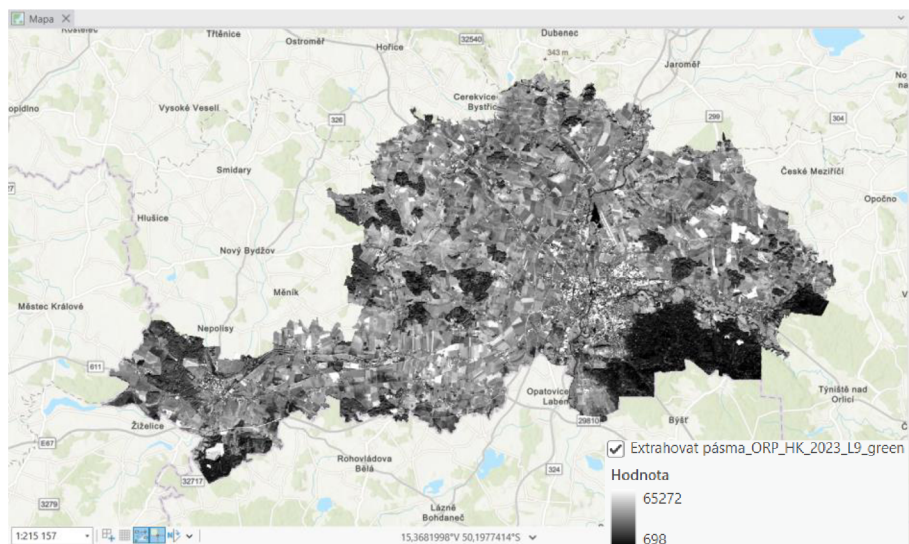 Mapa
Třtěnice
Ostroměř
Hořice
32540
Dubenec
343 m
Jaroměř
Cerekvice-
Bystřic
Vysoké Veselí
326
299
304
Smidary
České Meziříčí
Opočno
Hlušice
Nový Bydžov
Měník
Městec Králové
Nepolisy
611
Opatovice
Laben
Týniště nad
Orlicí
29810
Býšť
Žiželice
E67
Rohovládova
Bělá
324
32717
3279
Lázně
Bohdaneč
Extrahovat pásma_ORP_HK_2023_L9_green
Hodnota
65272
698
1:215 157
15,3681998°V 50,1977414°S